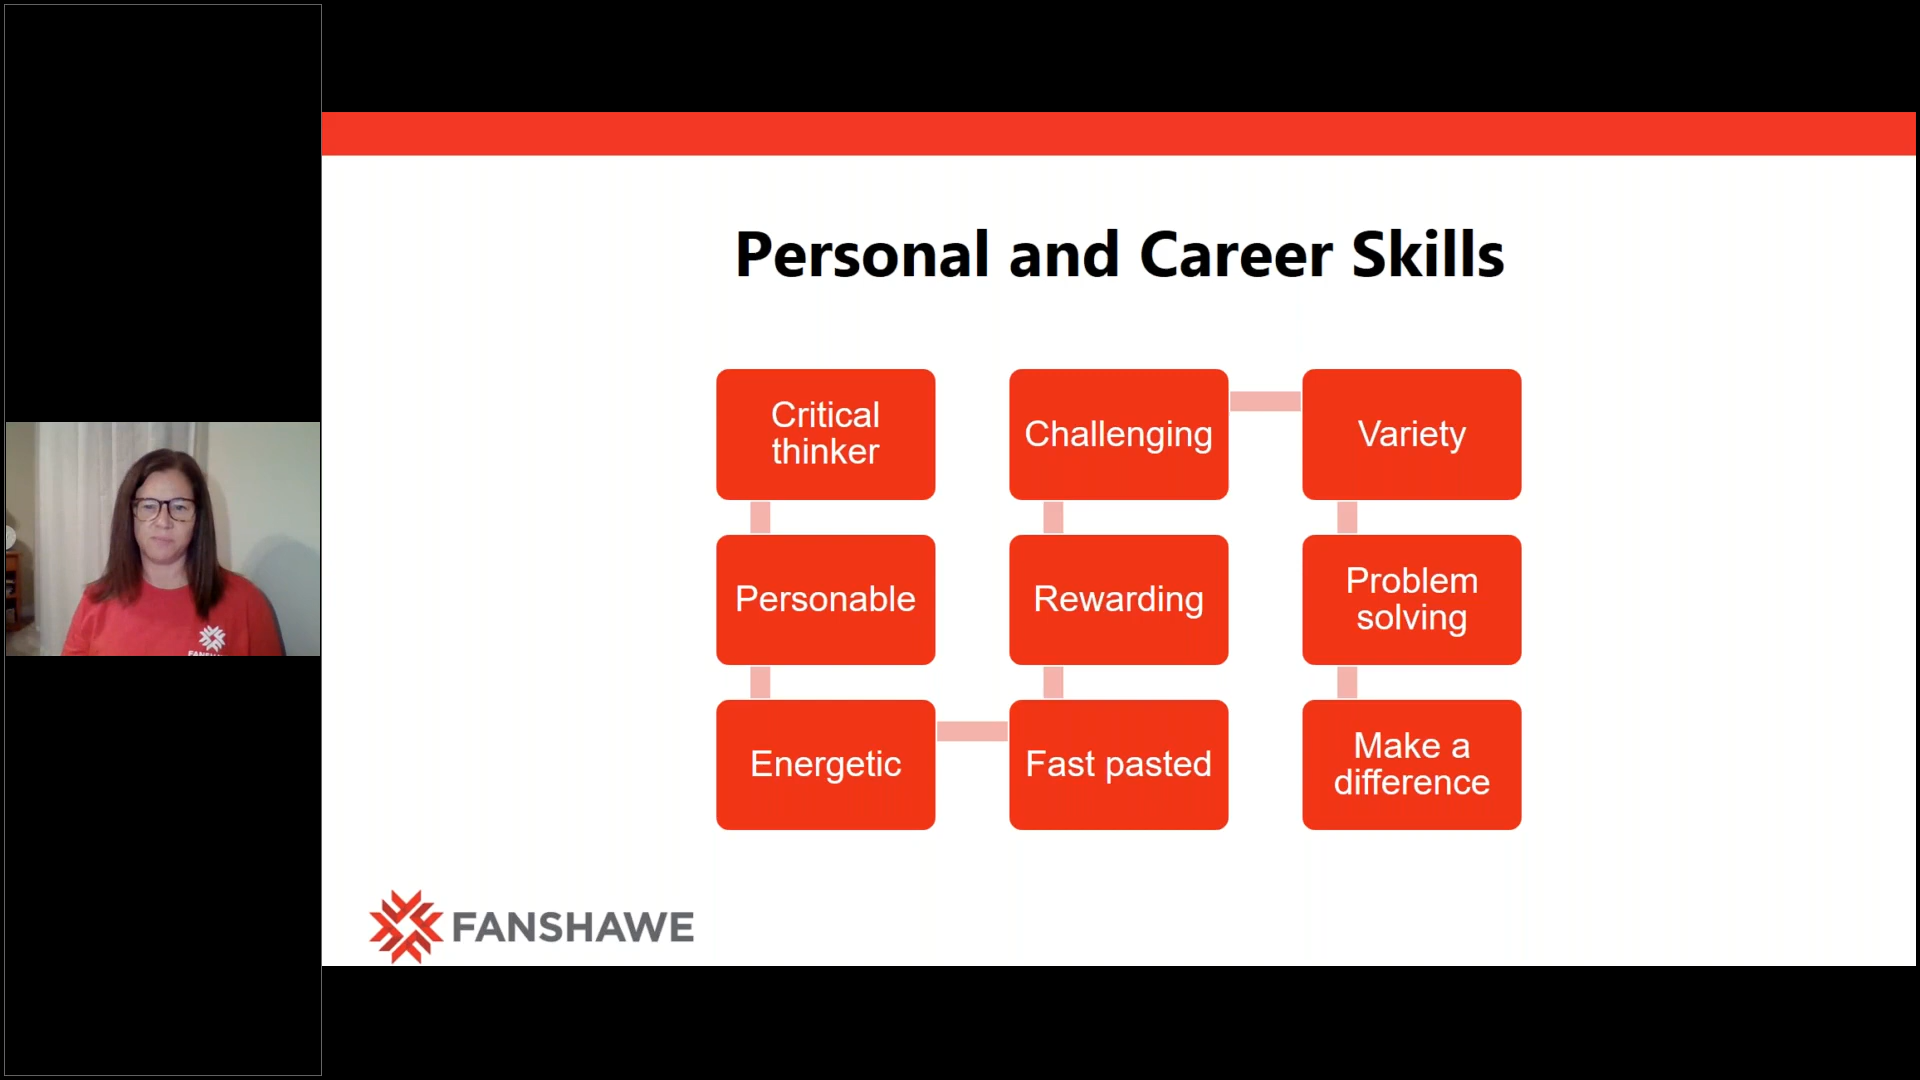 Personal and Career Skills
Critical
thinker
Personable
Energetic
Fast pasted
Rewarding
Challenging
Variety
Problem
solving
Make a
difference
FANSHAWE